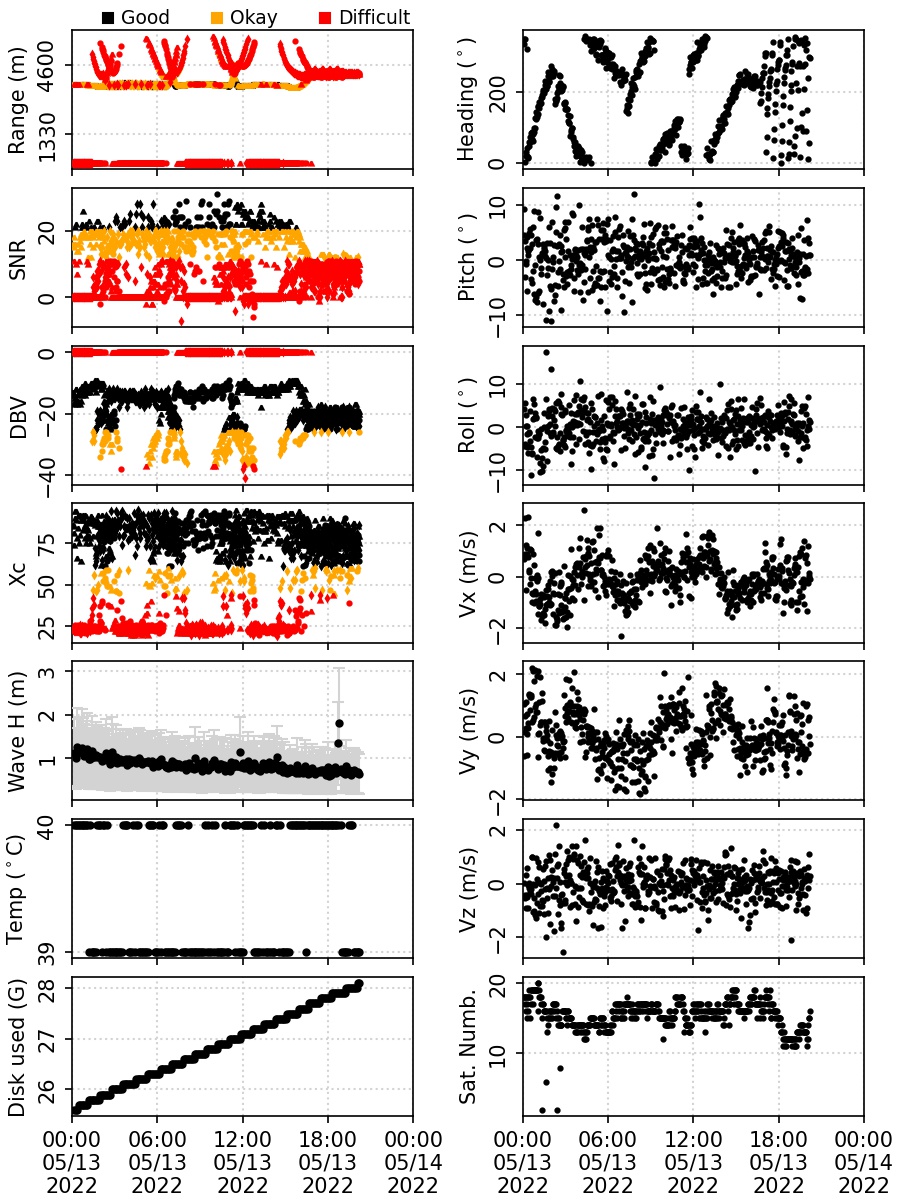 Good Okay Difficult
Range (m)
4600
1330
Heading (°)
200
0
SNR
20
0
Pitch (°)
10
0
−10
DBV
0
−20
−40
Roll (°)
10
0
−10
Xc
75
50
25
Vx (m/s)
2
0
−2
Wave H (m)
3
2
1
Vy (m/s)
2
0
−2
Temp (°C)
40
39
Vz (m/s)
2
0
−2
Disk used (G)
28
27
26
Sat. Numb.
20
10
00:00 06:00 12:00 18:00 00:00
05/13 05/13 05/13 05/13 05/14
2022 2022 2022 2022 2022
00:00 06:00 12:00 18:00 00:00
05/13 05/13 05/13 05/13 05/14
2022 2022 2022 2022 2022